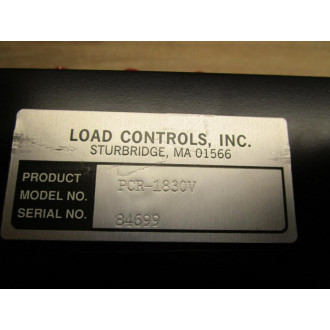 LOAD CONTROLS, INC.
STURBRIDGE, MA 01566
PRODUCT
MODEL NO. PCR-1830V
SERIAL NO. 84699